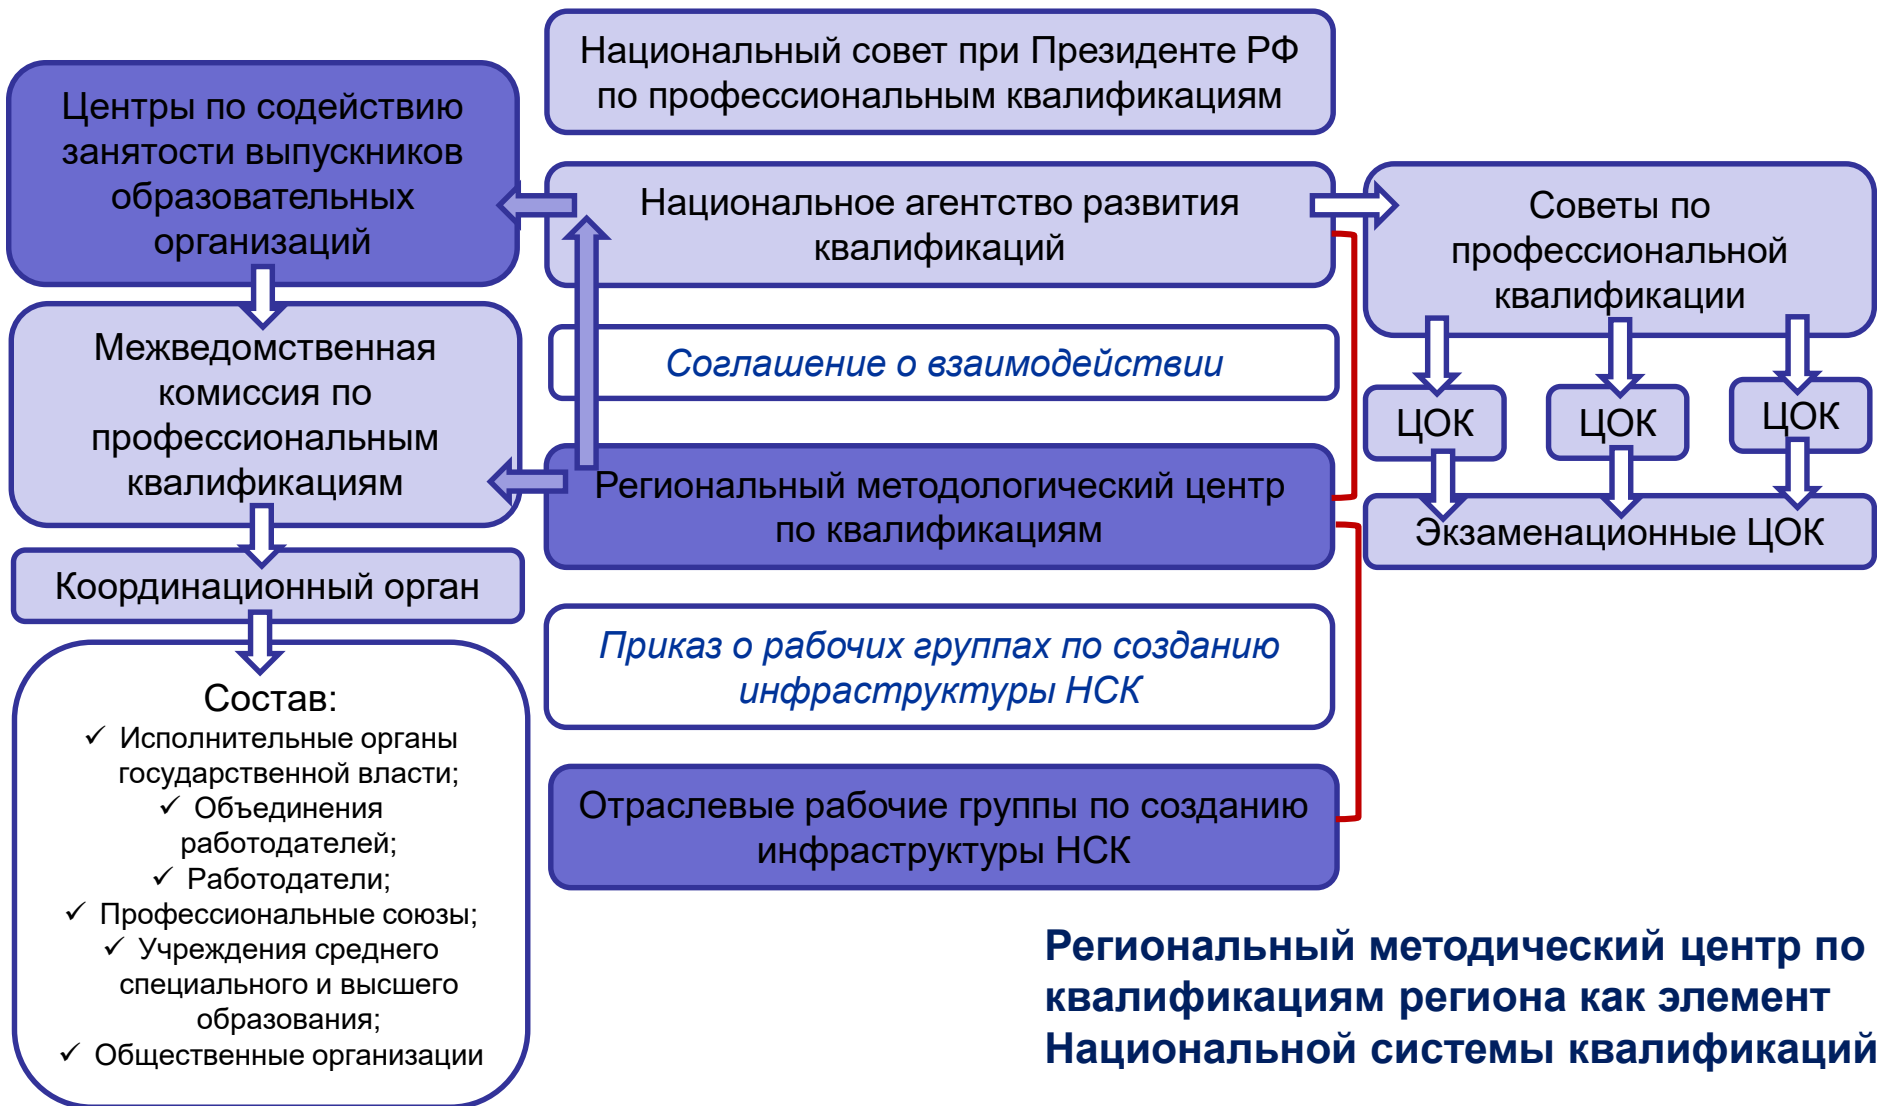 Национальный совет при Президенте РФ
по профессиональным квалификациям
Центры по содействию
занятости выпускников
образовательных
организаций
Национальное агентство развития
квалификаций
Советы по
профессиональной
квалификации
Межведомственная
комиссия по
профессиональным
квалификациям
Соглашение о взаимодействии
ЦОК
ЦОК
ЦОК
Региональный методологический центр
по квалификациям
Экзаменационные ЦОК
Координационный орган
Приказ о рабочих группах по созданию
инфраструктуры НСК
Состав:
✓ Исполнительные органы
государственной власти;
✓ Объединения
работодателей;
✓ Работодатели;
✓ Профессиональные союзы;
✓ Учреждения среднего
специального и высшего
образования;
✓ Общественные организации
Отраслевые рабочие группы по созданию
инфраструктуры НСК
Региональный методический центр по
квалификациям региона как элемент
Национальной системы квалификаций